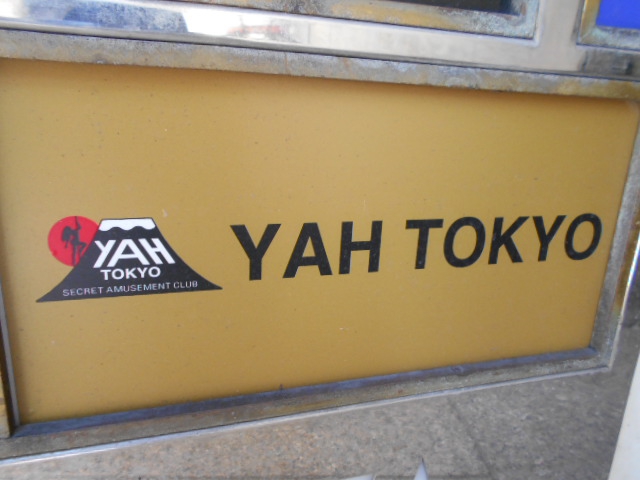 YAH
TOKYO
SECRET AMUSEMENT CLUB
YAH TOKYO